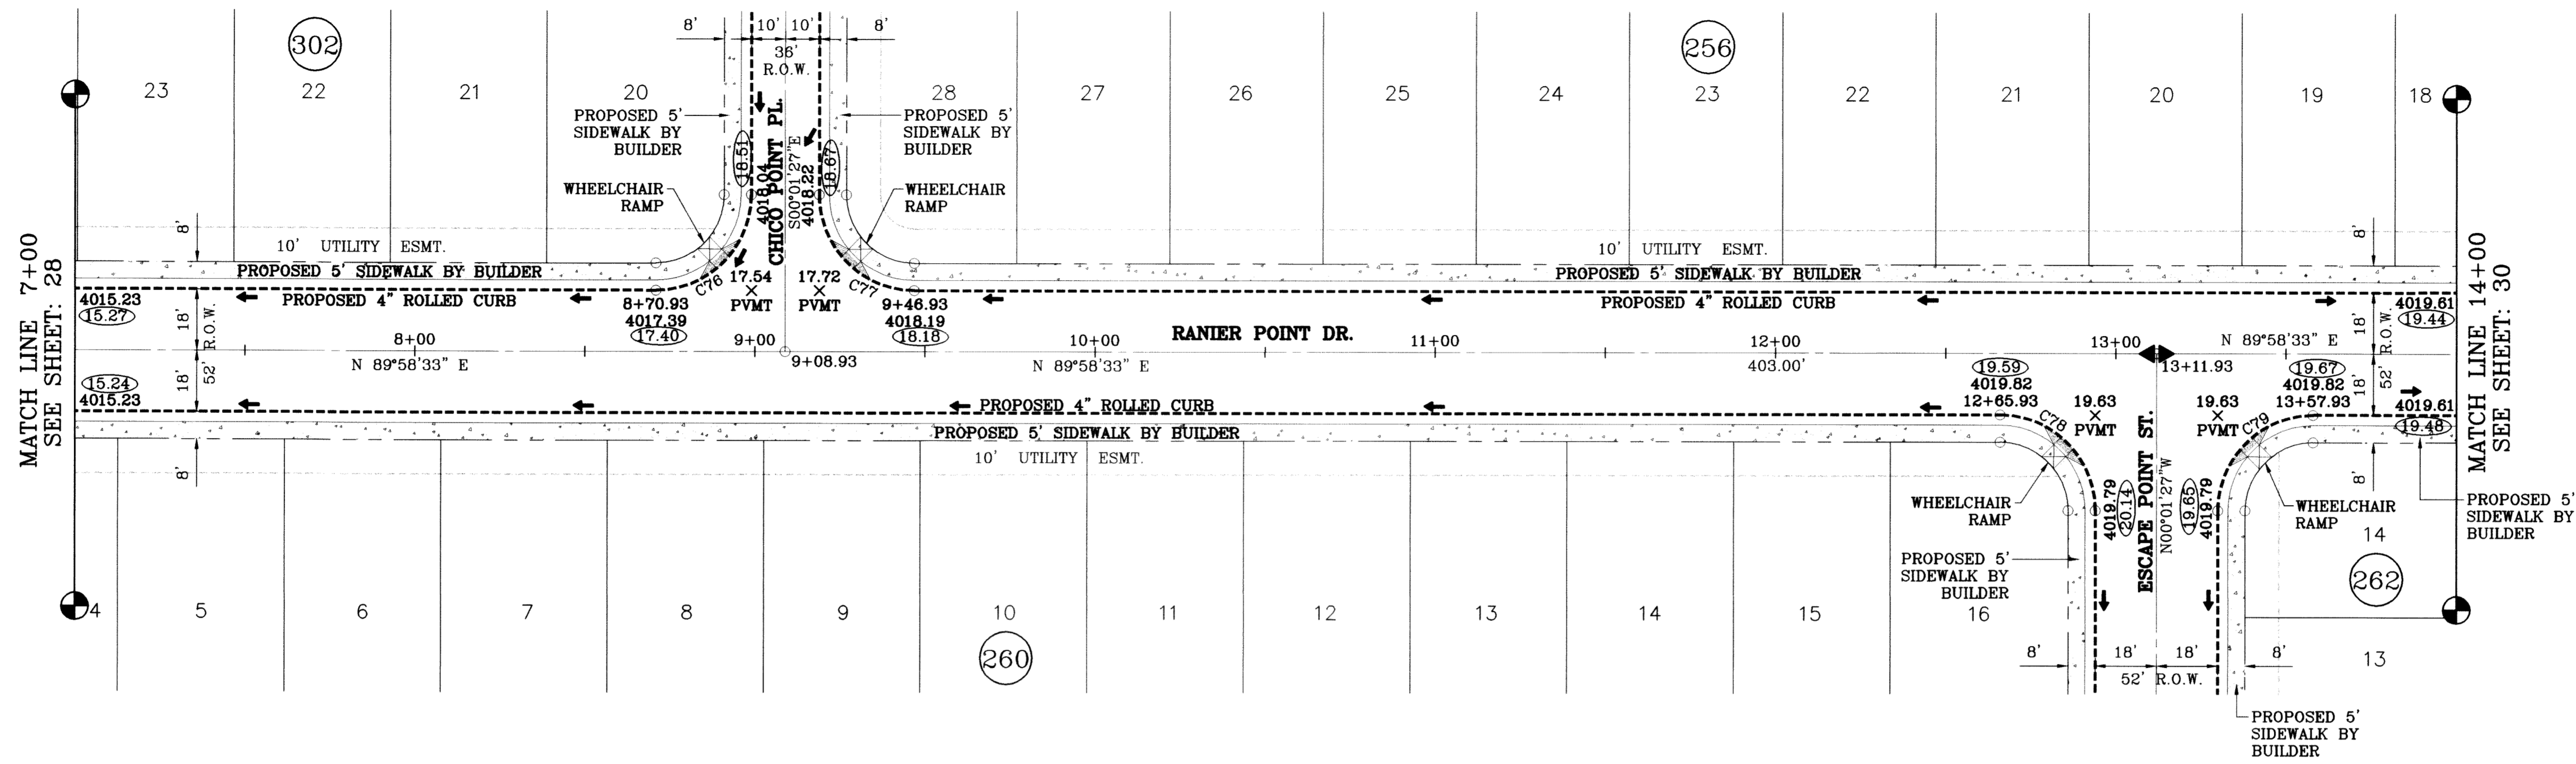 302
256
23
22
21
20
28
27
26
25
24
23
22
21
20
19
18
8'
10'
10'
8'
36'
R.O.W.
PROPOSED 5'
SIDEWALK BY
BUILDER
PROPOSED 5'
SIDEWALK BY
BUILDER
CHICO POINT PL.
S00°01'27"E
18.51
4018.04
4018.22
18.67
WHEELCHAIR
RAMP
WHEELCHAIR
RAMP
MATCH LINE 7+00
SEE SHEET: 28
8'
10' UTILITY ESMT.
10' UTILITY ESMT.
8'
PROPOSED 5' SIDEWALK BY BUILDER
PROPOSED 5' SIDEWALK BY BUILDER
C76
17.54
PVMT
17.72
PVMT
C77
4015.23
15.27
18'
R.O.W.
PROPOSED 4" ROLLED CURB
8+70.93
4017.39
17.40
9+46.93
4018.19
18.18
PROPOSED 4" ROLLED CURB
4019.61
19.44
18'
R.O.W.
MATCH LINE 14+00
SEE SHEET: 30
8+00
9+00
10+00
RANIER POINT DR.
11+00
12+00
13+00
N 89°58'33" E
N 89°58'33" E
9+08.93
N 89°58'33" E
403.00'
13+11.93
15.24
4015.23
18'
52'
19.59
4019.82
12+65.93
19.67
4019.82
13+57.93
18'
52'
4019.61
19.48
PROPOSED 4" ROLLED CURB
PROPOSED 5' SIDEWALK BY BUILDER
10' UTILITY ESMT.
8'
C78
19.63
PVMT
19.63
PVMT
C79
8'
WHEELCHAIR
RAMP
4019.79
20.14
ESCAPE POINT ST.
N00°01'27"W
19.65
4019.79
WHEELCHAIR
RAMP
PROPOSED 5'
SIDEWALK BY
BUILDER
14
262
PROPOSED 5'
SIDEWALK BY
BUILDER
4
5
6
7
8
9
10
11
12
13
14
15
16
260
13
8'
18'
18'
8'
52' R.O.W.
PROPOSED 5'
SIDEWALK BY
BUILDER